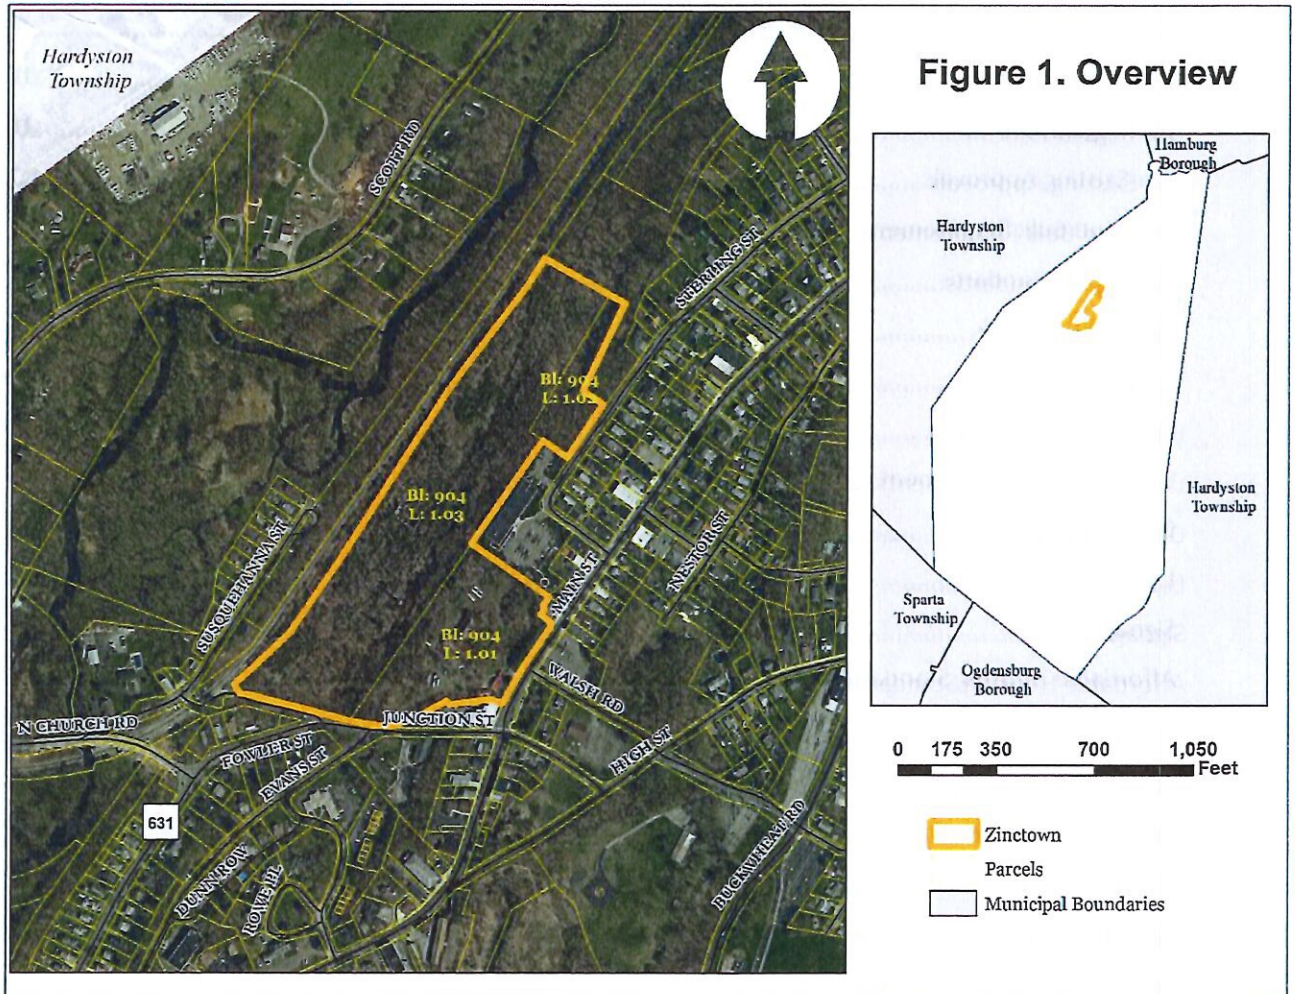 Hardyston
Township
Figure 1. Overview
SCOTT RD
STERLING ST
Bl: 904
L: 1.02
Bl: 904
L: 1.03
NESTOR ST
MAIN ST
SUSQUEHANNA ST
Bl: 904
L: 1.01
WALSH RD
N CHURCH RD
JUNCTION ST
FOWLER ST
HIGH ST
EVANS ST
631
BUCKWHEAT RD
DUNN ROW
ROWE PL
Hamburg
Borough
Hardyston
Township
Hardyston
Township
Sparta
Township
Ogdensburg
Borough
0 175 350 700 1,050
Feet
Zinctown
Parcels
Municipal Boundaries